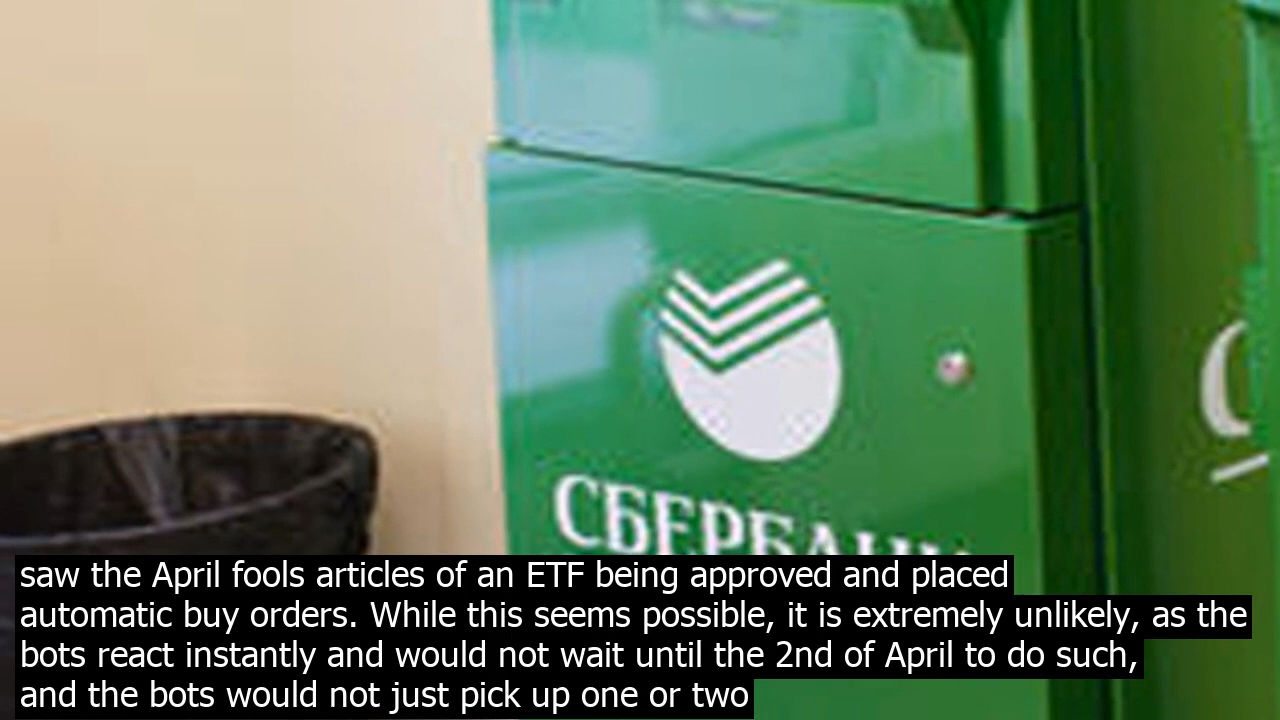 СБЕРБАНК
saw the April fools articles of an ETF being approved and placed
automatic buy orders. While this seems possible, it is extremely unlikely, as the
bots react instantly and would not wait until the 2nd of April to do such,
and the bots would not just pick up one or two